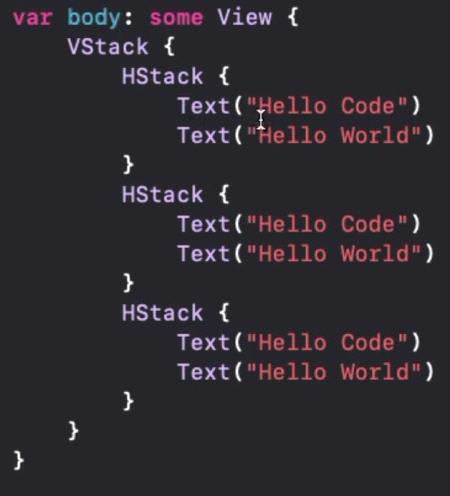 var body: some View {
    VStack {
        HStack {
            Text("Hello Code")
            Text("Hello World")
        }
        HStack {
            Text("Hello Code")
            Text("Hello World")
        }
        HStack {
            Text("Hello Code")
            Text("Hello World")
        }
    }
}